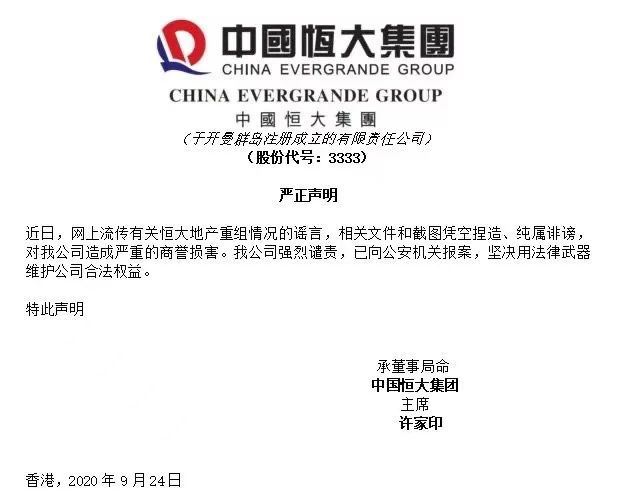 中國恆大集團
CHINA EVERGRANDE GROUP
CHINA EVERGRANDE GROUP
中國恒大集團
（于开曼群岛注册成立的有限责任公司）
（股份代号：3333）
严正声明
近日，网上流传有关恒大地产重组情况的谣言，相关文件和截图凭空捏造、纯属诽谤，
对我公司造成严重的商誉损害。我公司强烈谴责，已向公安机关报案，坚决用法律武器
维护公司合法权益。
特此声明
承董事局命
中国恒大集团
主席
许家印
香港，2020 年 9 月 24 日